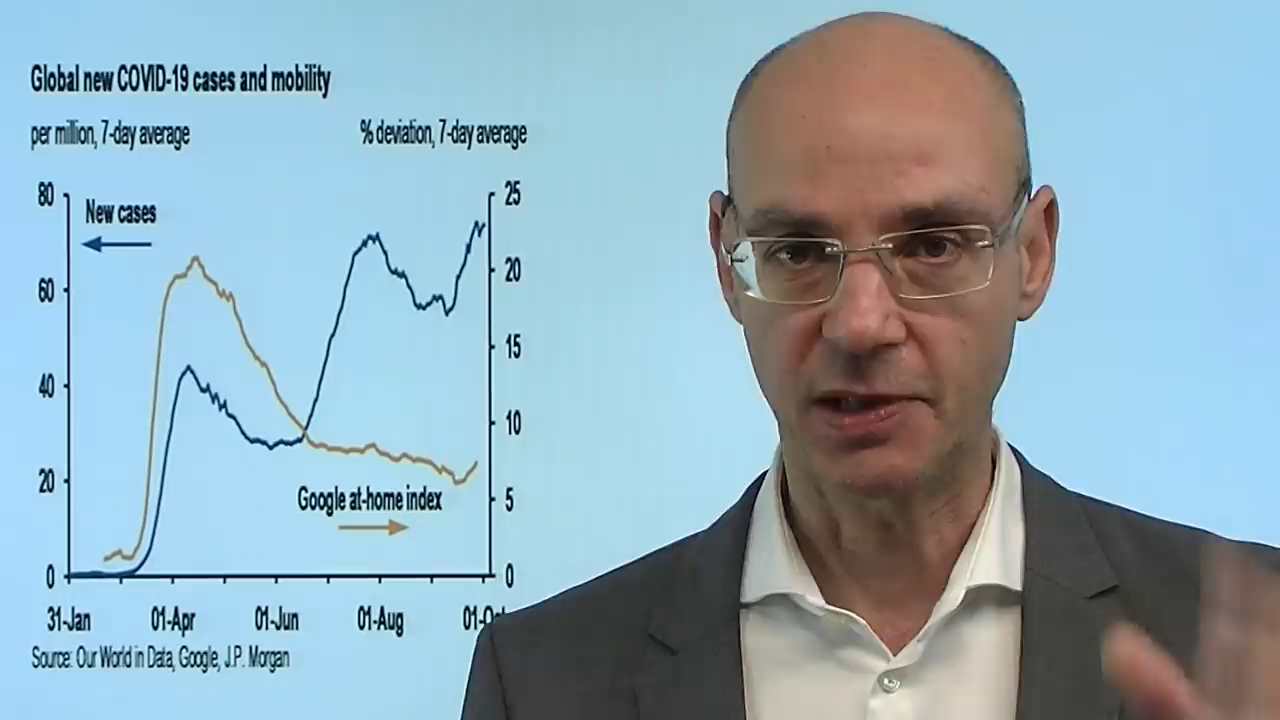 Global new COVID-19 cases and mobility
per million, 7-day average
% deviation, 7-day average
80
25
New cases
20
60
15
40
10
20
Google at-home index
5
0
0
31-Jan
01-Apr
01-Jun
01-Aug
Source: Our World in Data, Google, J.P. Morgan